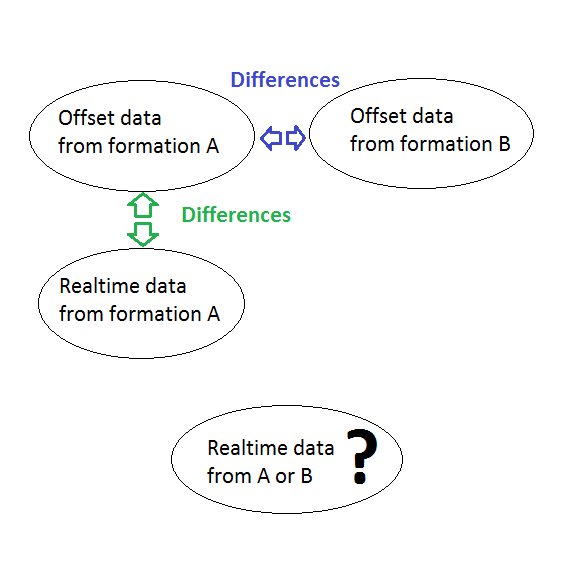 Differences
Offset data
from formation A
Offset data
from formation B
Differences
Realtime data
from formation A
Realtime data
from A or B
?